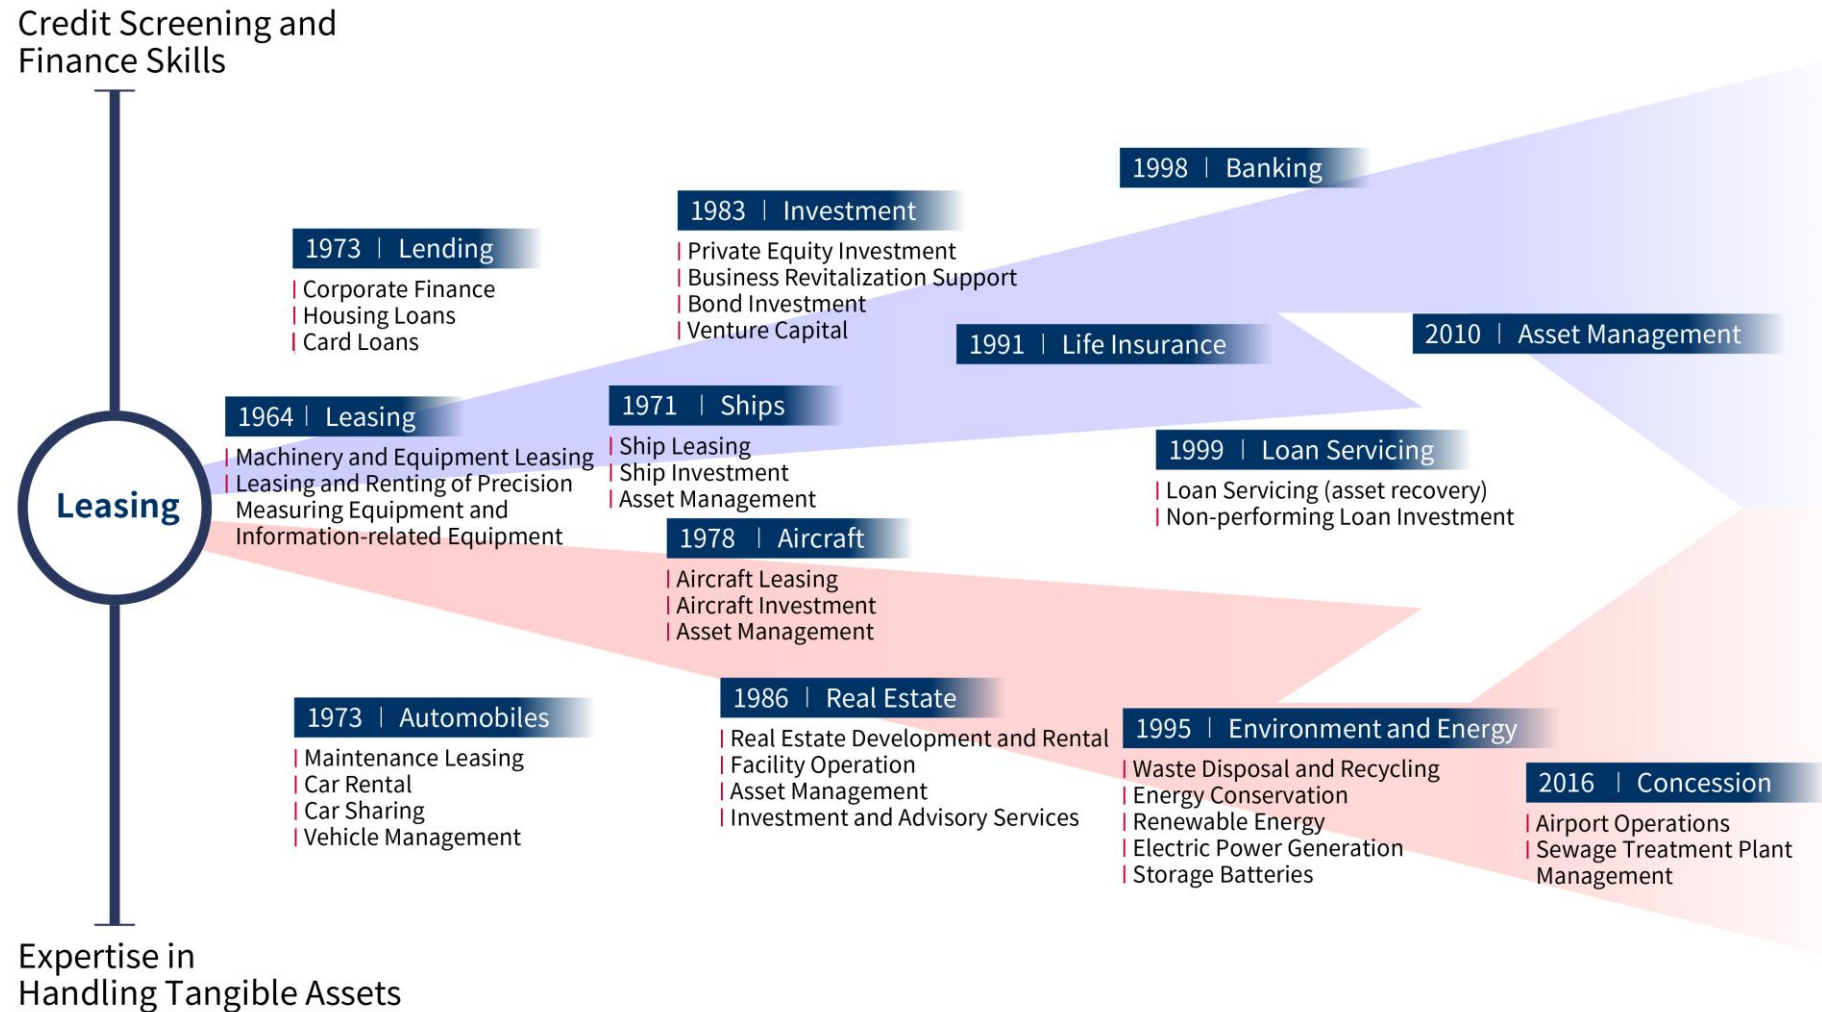 Credit Screening and
Finance Skills
1998 | Banking
1983 | Investment
Private Equity Investment
Business Revitalization Support
Bond Investment
Venture Capital
1973 | Lending
Corporate Finance
Housing Loans
Card Loans
1991 | Life Insurance
2010 | Asset Management
1964 | Leasing
Machinery and Equipment Leasing
Leasing and Renting of Precision
Measuring Equipment and
Information-related Equipment
1971 | Ships
Ship Leasing
Ship Investment
Asset Management
1999 | Loan Servicing
Loan Servicing (asset recovery)
Non-performing Loan Investment
Leasing
1978 | Aircraft
Aircraft Leasing
Aircraft Investment
Asset Management
1973 | Automobiles
Maintenance Leasing
Car Rental
Car Sharing
Vehicle Management
1986 | Real Estate
Real Estate Development and Rental
Facility Operation
Asset Management
Investment and Advisory Services
1995 | Environment and Energy
Waste Disposal and Recycling
Energy Conservation
Renewable Energy
Electric Power Generation
Storage Batteries
2016 | Concession
Airport Operations
Sewage Treatment Plant
Management
Expertise in
Handling Tangible Assets